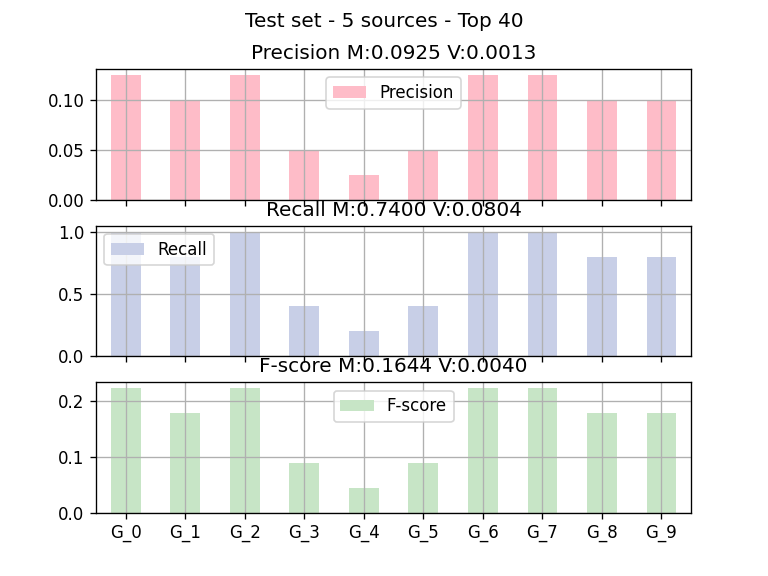 Test set - 5 sources - Top 40
Precision M:0.0925 V:0.0013
0.10
0.05
0.00
Precision
Recall M:0.7400 V:0.0804
1.0
0.5
0.0
Recall
F-score M:0.1644 V:0.0040
0.2
0.1
0.0
F-score
G_0 G_1 G_2 G_3 G_4 G_5 G_6 G_7 G_8 G_9